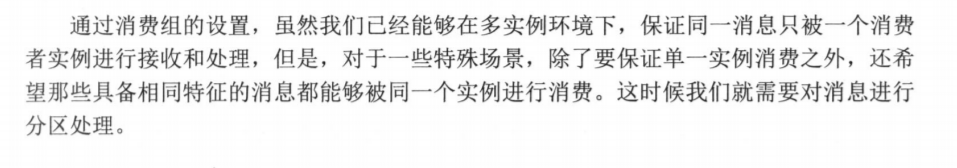 通过消费组的设置，虽然我们已经能够在多实例环境下，保证同一消息只被一个消费
者实例进行接收和处理，但是，对于一些特殊场景，除了要保证单一实例消费之外，还希
望那些具备相同特征的消息都能够被同一个实例进行消费。这时候我们就需要对消息进行
分区处理。